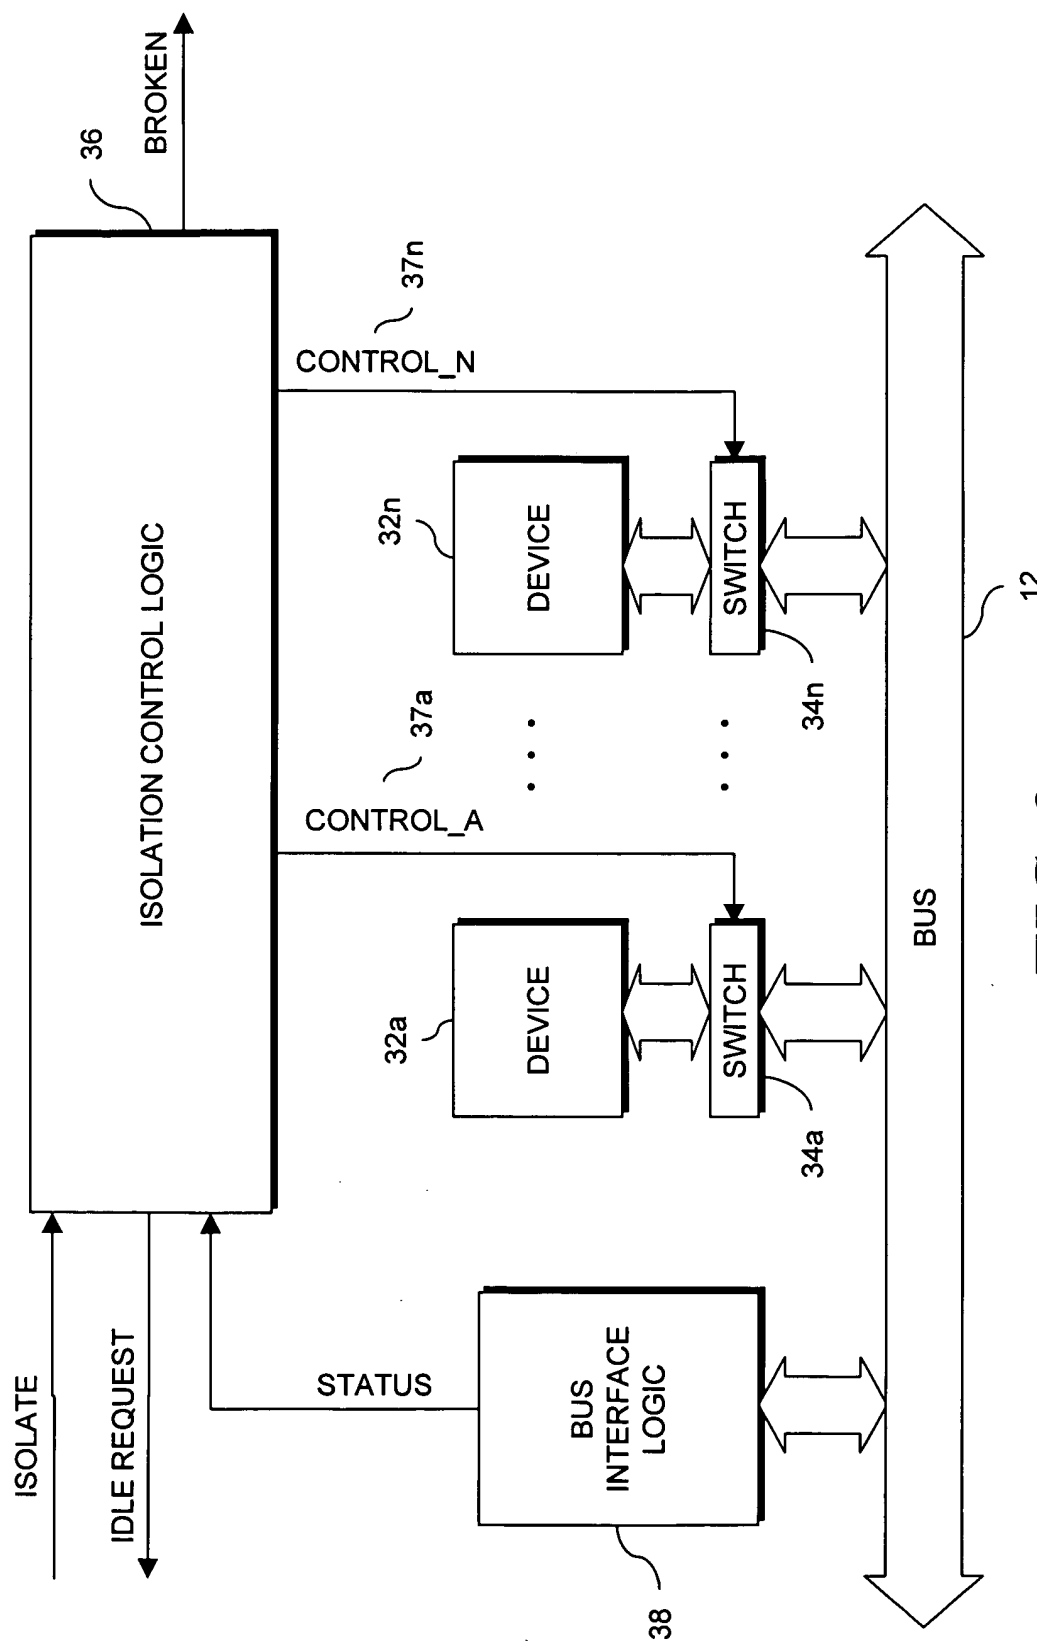 ISOLATE
IDLE REQUEST
ISOLATION CONTROL LOGIC
36
BROKEN
STATUS
CONTROL_A
37a
CONTROL_N
37n
32a
32n
BUS
INTERFACE
LOGIC
DEVICE
DEVICE
38
SWITCH
SWITCH
34a
34n
BUS
12